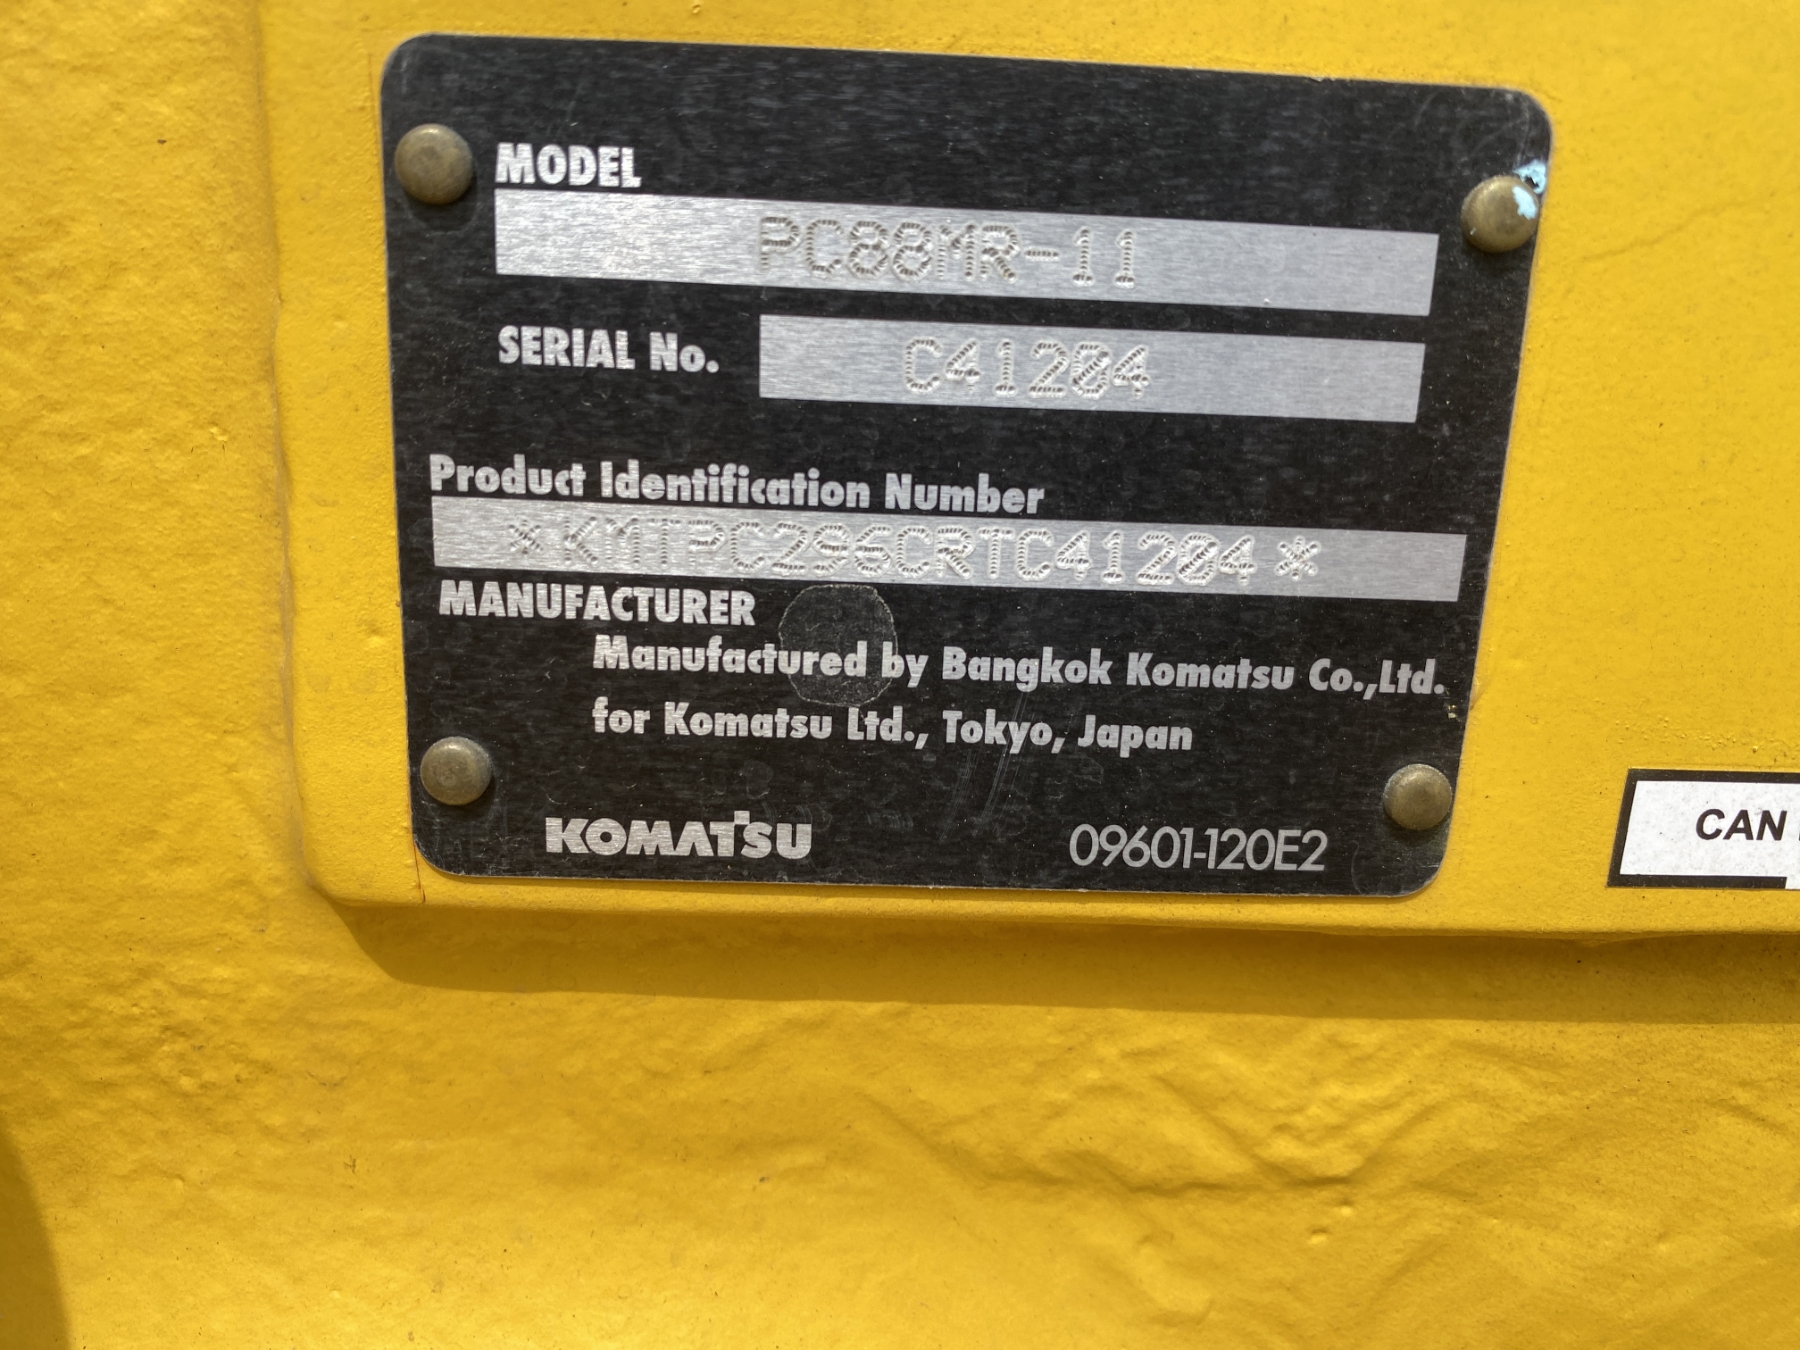 MODEL
PC88MR-11
SERIAL No.
C41204
Product Identification Number
*KMTPC296CRTC41204*
MANUFACTURER
Manufactured by Bangkok Komatsu Co.,Ltd.
for Komatsu Ltd., Tokyo, Japan
KOMATSU
09601-120E2
CAN